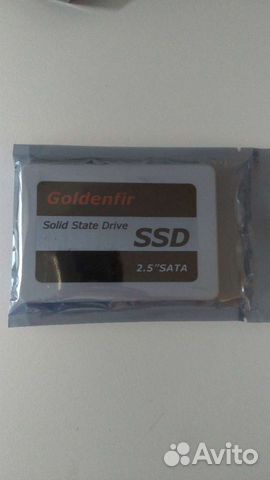 Goldenfir
Solid State Drive
SSD
2.5"SATA
Avito